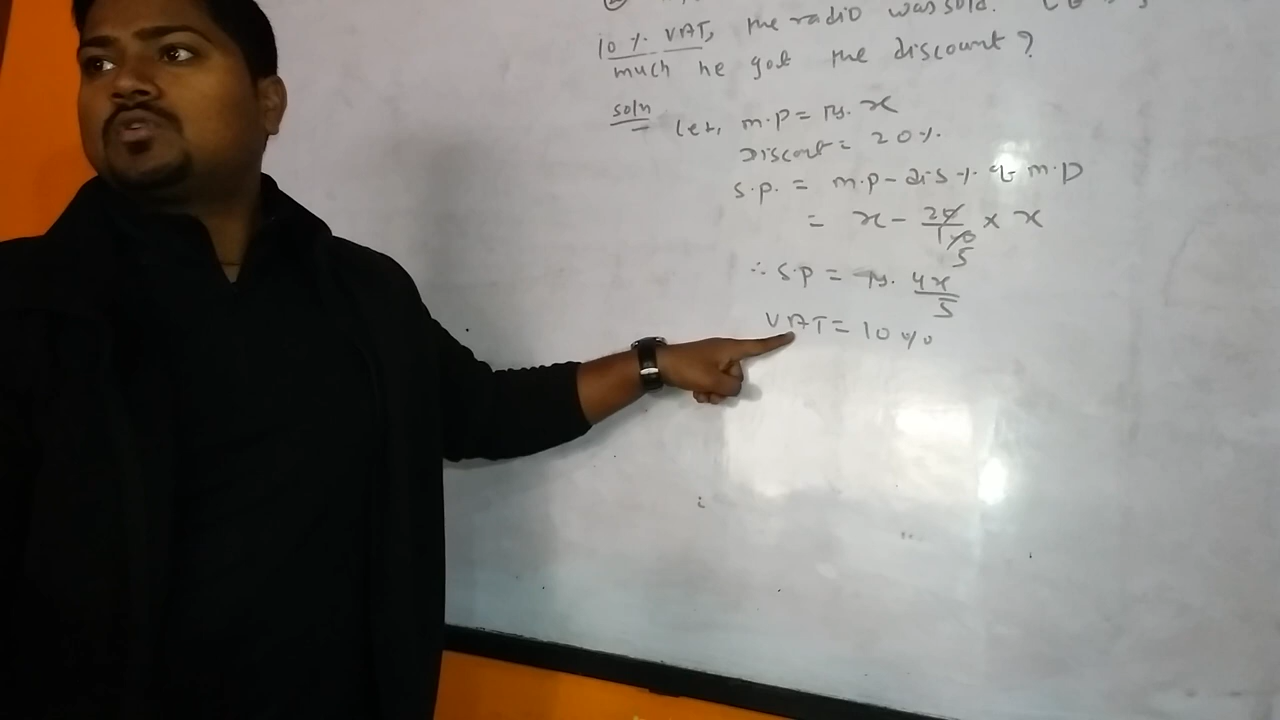 10 % VAT, the radio was sold.
much he got the discount ?
soln Let, M.P = Rs. x
Discount = 20%.
S.P. = M.P - dis % of M.P
= x - 20/100 × x
5
∴ S.P = Rs. 4x/5
VAT = 10%